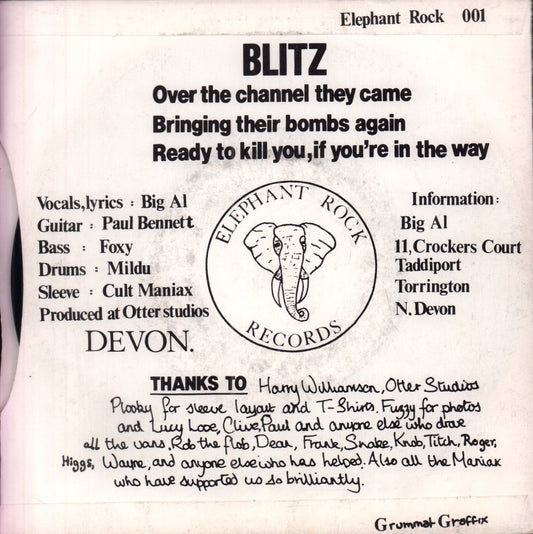 Elephant Rock 001
BLITZ
Over the channel they came
Bringing their bombs again
Ready to kill you,if you're in the way
Vocals,lyrics : Big Al
Guitar : Paul Bennett
Bass : Foxy
Drums : Mildu
Sleeve : Cult Maniax
Produced at Otter studios
DEVON.
ELEPHANT ROCK
RECORDS
Information :
Big Al
11,Crockers Court
Taddiport
Torrington
N.Devon
THANKS TO Harry Williamson, Otter Studios
Plooby for sleeve layout and T-Shirts. Fuzzy for photos
and Lucy Looe, Clive,Paul and anyone else who drove
all the vans, Rob the flob, Dean, Frank, Snake, Knob, Titch, Roger,
Higgs, Wayne, and anyone else who has helped. Also all the Maniax
who have supported us so brilliantly.
Grummat Graffix